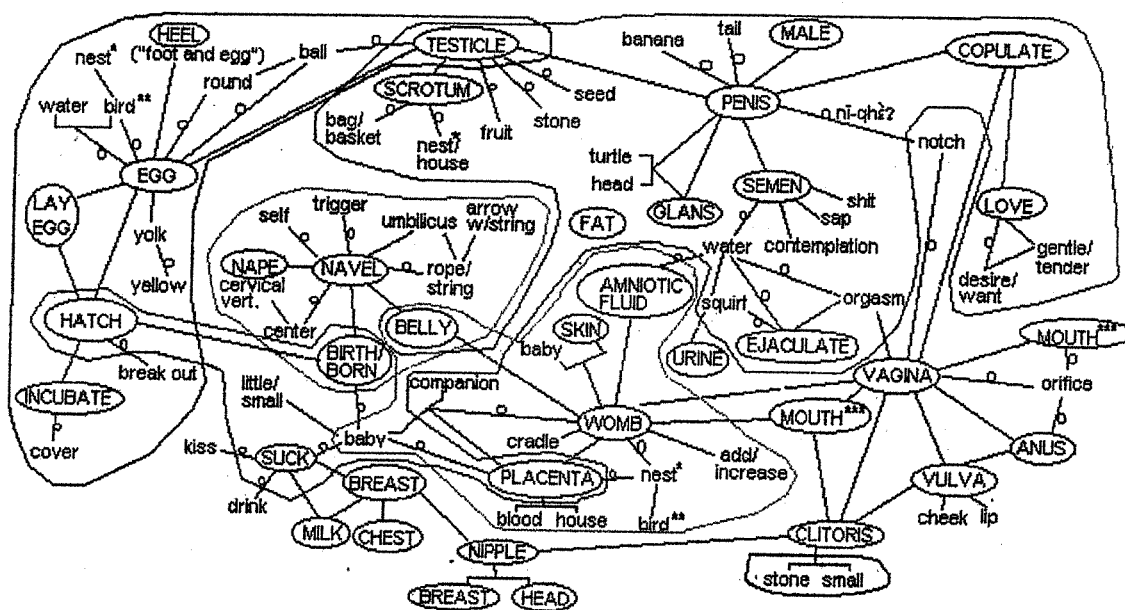 HEEL
("foot and egg")
nest*
water
bird**
round
ball
TESTICLE
banana
tail
MALE
COPULATE
SCROTUM
seed
PENIS
bag/
basket
nest*/
house
fruit
stone
nī-qhɛ̀?
notch
EGG
turtle
head
GLANS
SEMEN
shit
sap
contemplation
LOVE
LAY
EGG
yolk
yellow
self
trigger
umbilicus
arrow
w/string
FAT
water
gentle/
tender
desire/
want
NAPE
cervical
vert.
NAVEL
rope/
string
center
AMNIOTIC
FLUID
squirt
orgasm
HATCH
BELLY
baby
SKIN
URINE
EJACULATE
MOUTH***
BIRTH/
BORN
VAGINA
break out
little/
small
companion
orifice
INCUBATE
WOMB
MOUTH***
cover
kiss
SUCK
baby
cradle
add/
increase
ANUS
BREAST
PLACENTA
nest*
VULVA
drink
cheek
lip
MILK
CHEST
blood house
bird**
CLITORIS
NIPPLE
stone small
BREAST
HEAD